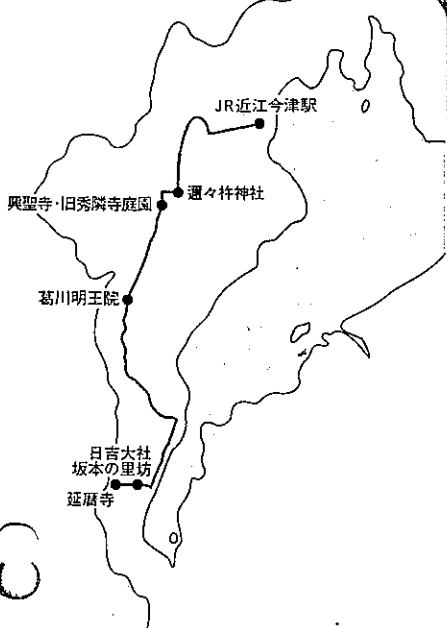 JR近江今津駅
邇々杵神社
興聖寺・旧秀隣寺庭園
葛川明王院
日吉大社
坂本の里坊
延暦寺